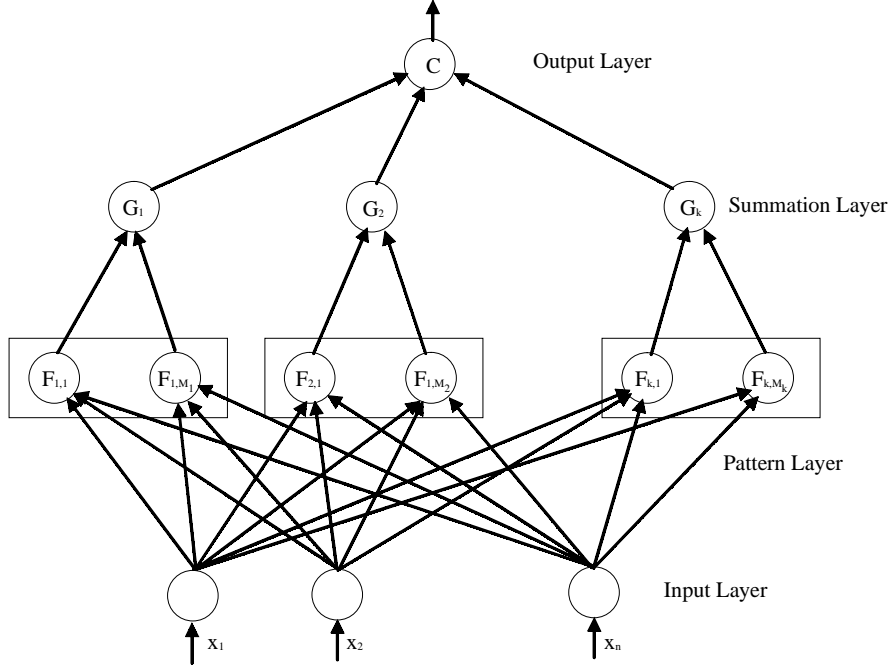 C
Output Layer
G₁
G₂
Gₖ
Summation Layer
F₁,₁
F₁,M₁
F₂,₁
F₁,M₂
Fₖ,₁
Fₖ,Mₖ
Pattern Layer
Input Layer
x₁
x₂
xₙ